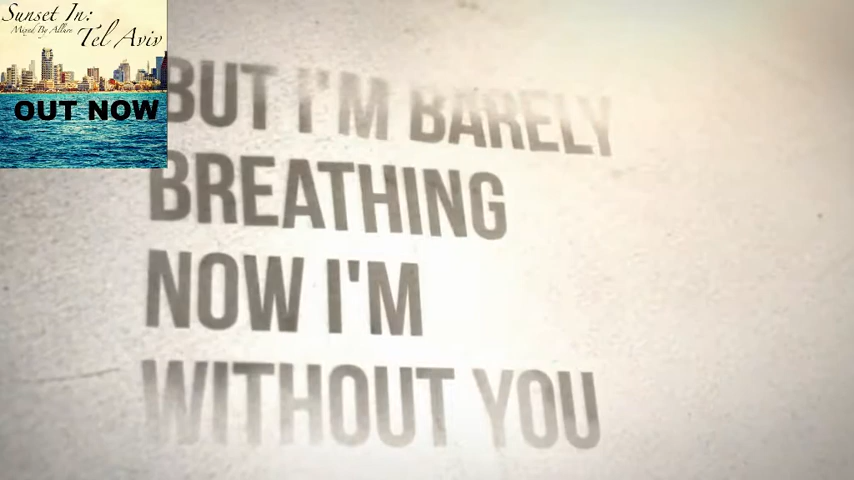 Sunset In:
Mixed By Allure
Tel Aviv
OUT NOW
BUT I'M BARELY
BREATHING
NOW I'M
WITHOUT YOU